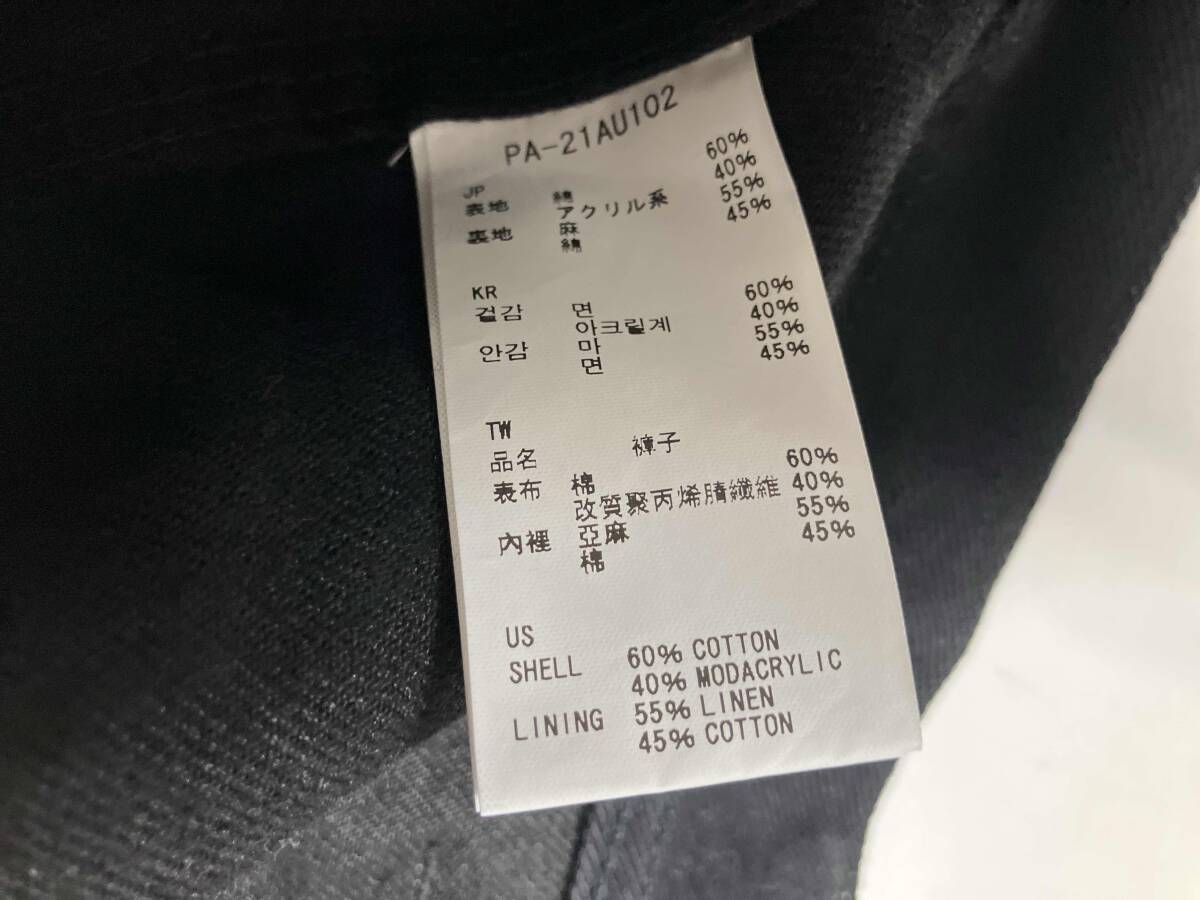 PA-21AU102
JP
表地 綿 60%
アクリル系 40%
裏地 麻 55%
綿 45%
KR
겉감 면 60%
아크릴계 40%
안감 마 55%
면 45%
TW
品名 褲子
表布 棉 60%
改質聚丙烯腈纖維 40%
內裡 亞麻 55%
棉 45%
US
SHELL 60% COTTON
40% MODACRYLIC
LINING 55% LINEN
45% COTTON